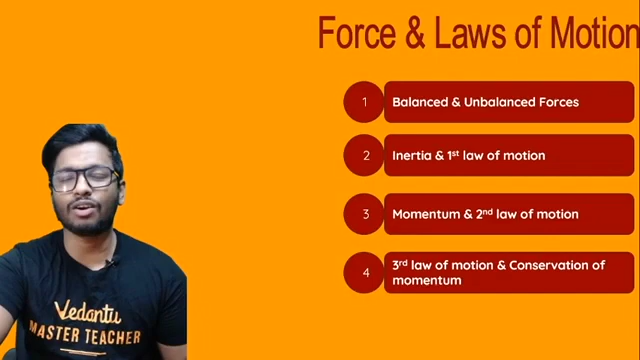 Force & Laws of Motion
1 Balanced & Unbalanced Forces
2 Inertia & 1st law of motion
3 Momentum & 2nd law of motion
4 3rd law of motion & Conservation of
momentum
Vedantu
MASTER TEACHER